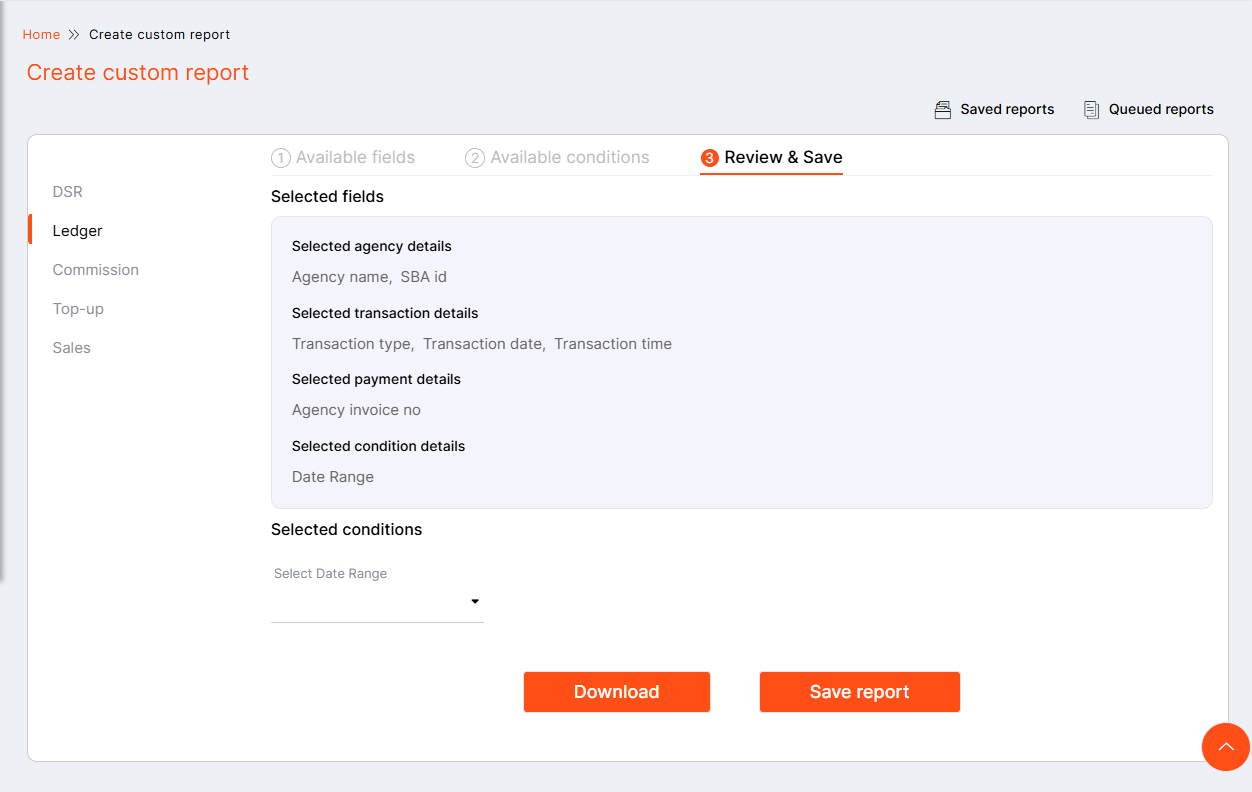 Home >> Create custom report
Create custom report
Saved reports Queued reports
1 Available fields 2 Available conditions 3 Review & Save
DSR
Ledger
Commission
Top-up
Sales
Selected fields
Selected agency details
Agency name, SBA id
Selected transaction details
Transaction type, Transaction date, Transaction time
Selected payment details
Agency invoice no
Selected condition details
Date Range
Selected conditions
Select Date Range
Download Save report